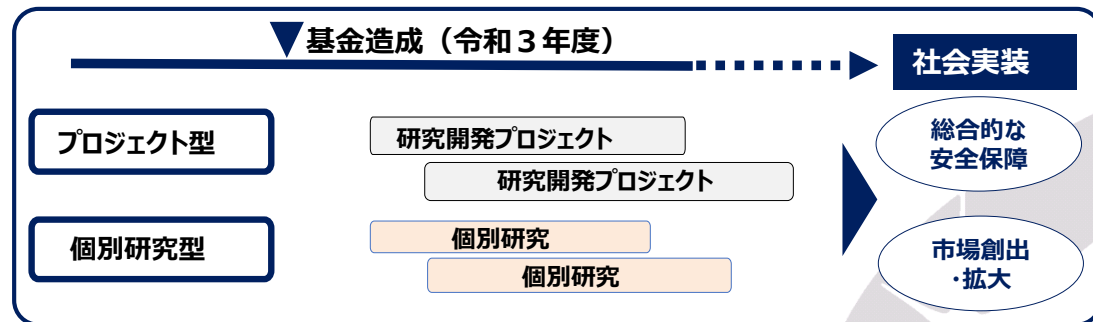 基金造成（令和３年度）
社会実装
プロジェクト型
研究開発プロジェクト
研究開発プロジェクト
総合的な
安全保障
個別研究型
個別研究
個別研究
市場創出
・拡大